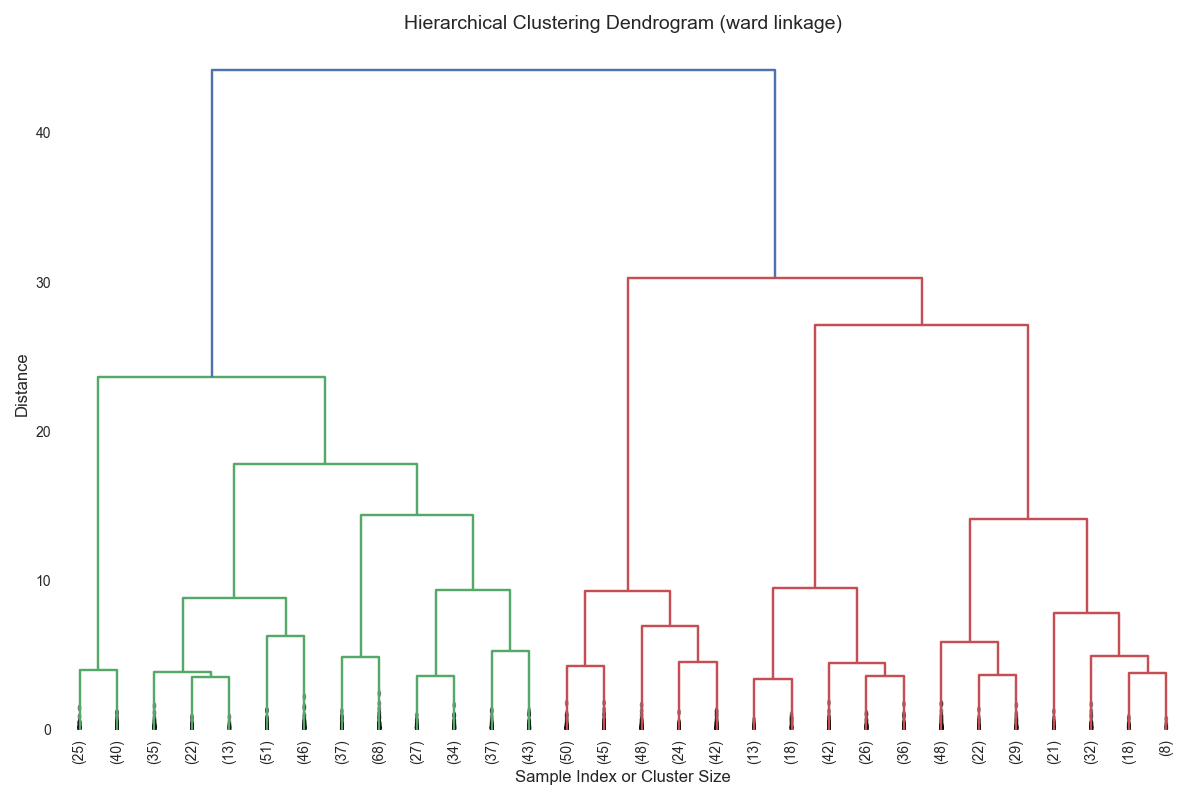 Hierarchical Clustering Dendrogram (ward linkage)
40
30
20
10
0
Distance
(25) (40) (35) (22) (13) (51) (46) (37) (68) (27) (34) (37) (43) (50) (45) (48) (24) (42) (13) (18) (42) (26) (36) (48) (22) (29) (21) (32) (18) (8)
Sample Index or Cluster Size